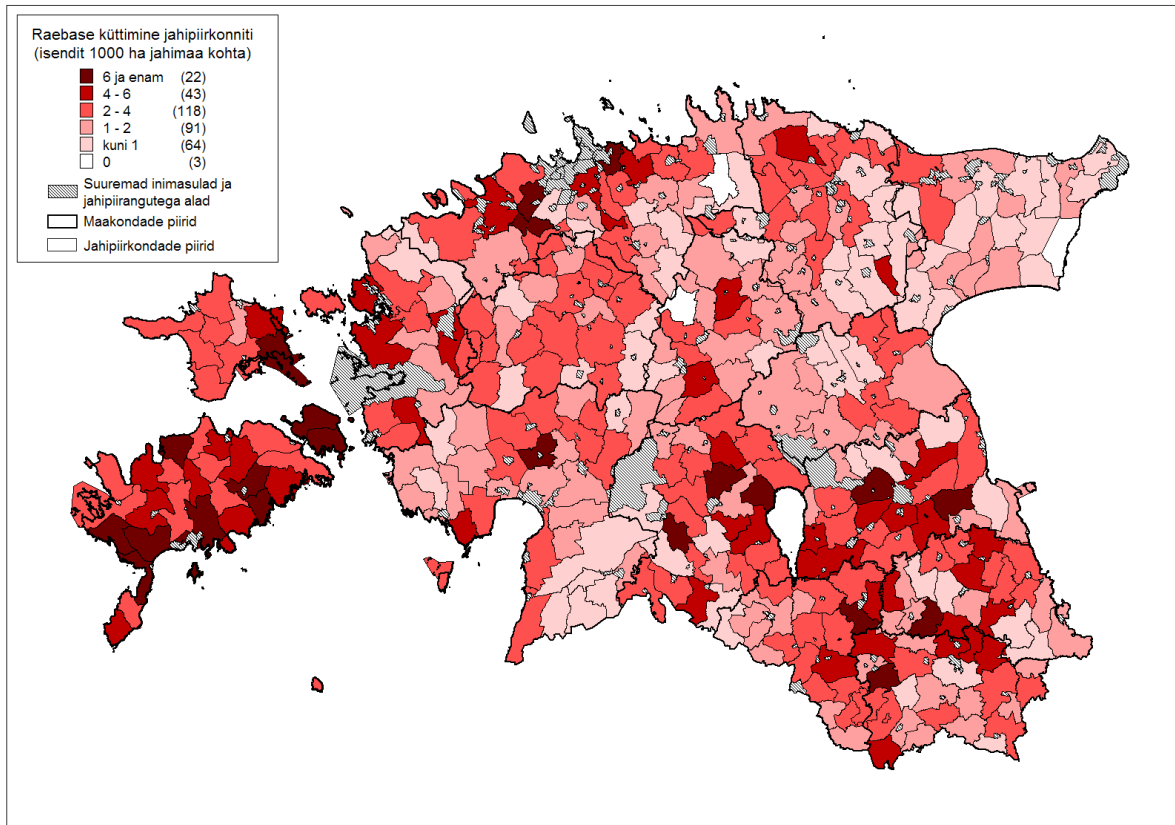 Raebase küttimine jahipiirkonniti
(isendit 1000 ha jahimaa kohta)
6 ja enam (22)
4 - 6 (43)
2 - 4 (118)
1 - 2 (91)
kuni 1 (64)
0 (3)
Suuremad inimasulad ja
jahipiirangutega alad
Maakondade piirid
Jahipiirkondade piirid